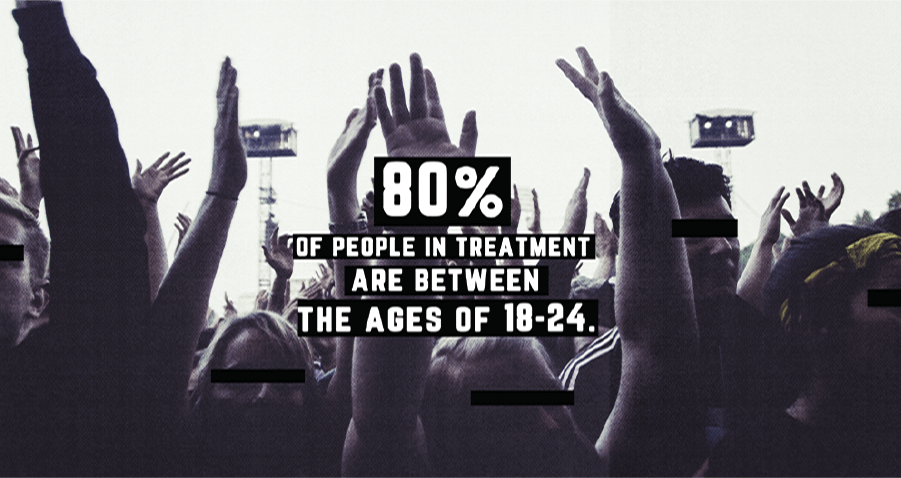 80%
OF PEOPLE IN TREATMENT
ARE BETWEEN
THE AGES OF 18-24.